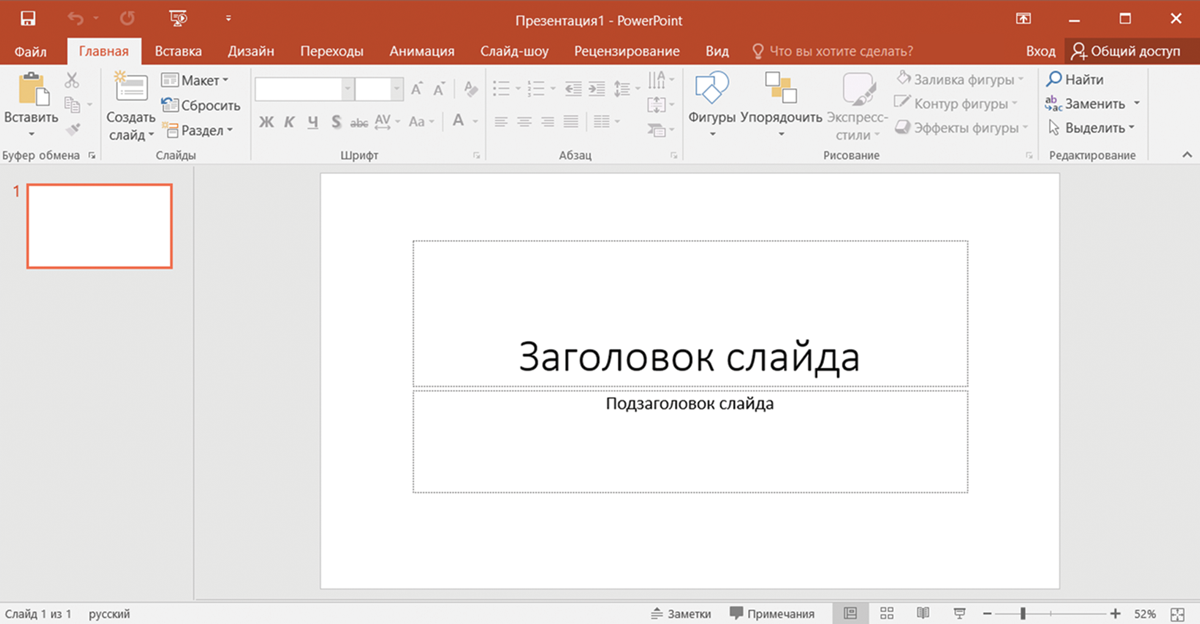 Презентация1 - PowerPoint
Файл Главная Вставка Дизайн Переходы Анимация Слайд-шоу Рецензирование Вид Что вы хотите сделать? Вход Общий доступ
Вставить
Буфер обмена
Создать слайд
Макет
Сбросить
Раздел
Слайды
Ж К Ч S abc AV Aa A
Шрифт
Абзац
Фигуры Упорядочить Экспресс-стили
Заливка фигуры
Контур фигуры
Эффекты фигуры
Рисование
Найти
Заменить
Выделить
Редактирование
1
Заголовок слайда
Подзаголовок слайда
Слайд 1 из 1 русский Заметки Примечания 52%